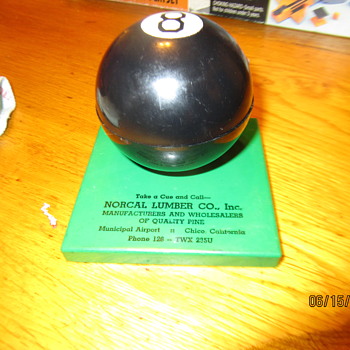 8
Take a Cue and Call—
NORCAL LUMBER CO., Inc.
MANUFACTURERS AND WHOLESALERS
OF QUALITY PINE
Municipal Airport :: Chico California
Phone 128 — TWX 275U
06/15/